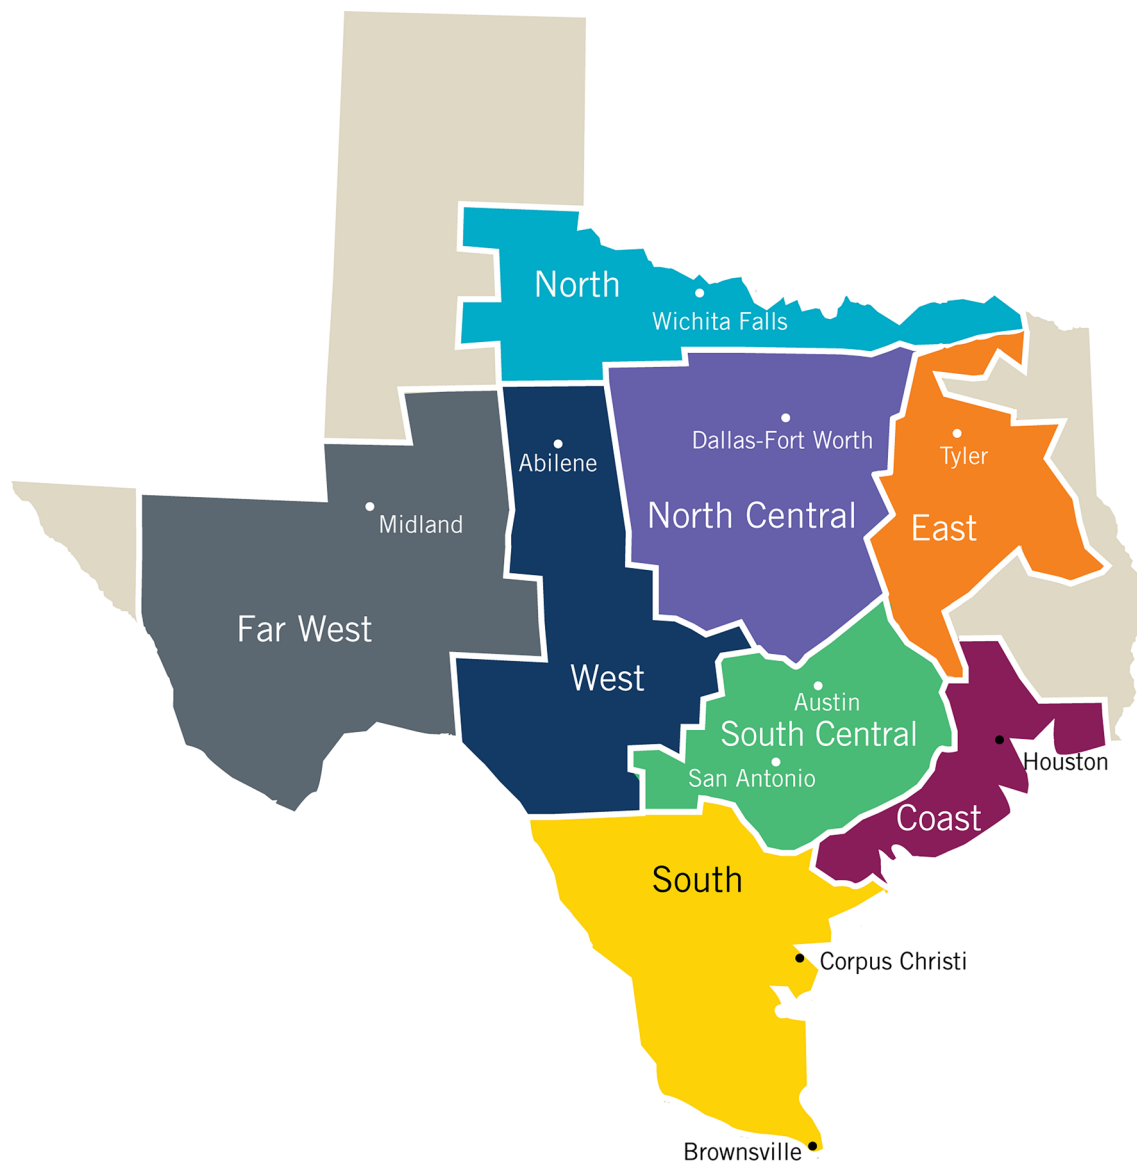 North
Wichita Falls
Dallas-Fort Worth
Abilene
Tyler
Midland
North Central
East
Far West
West
Austin
South Central
San Antonio
Houston
Coast
South
Corpus Christi
Brownsville